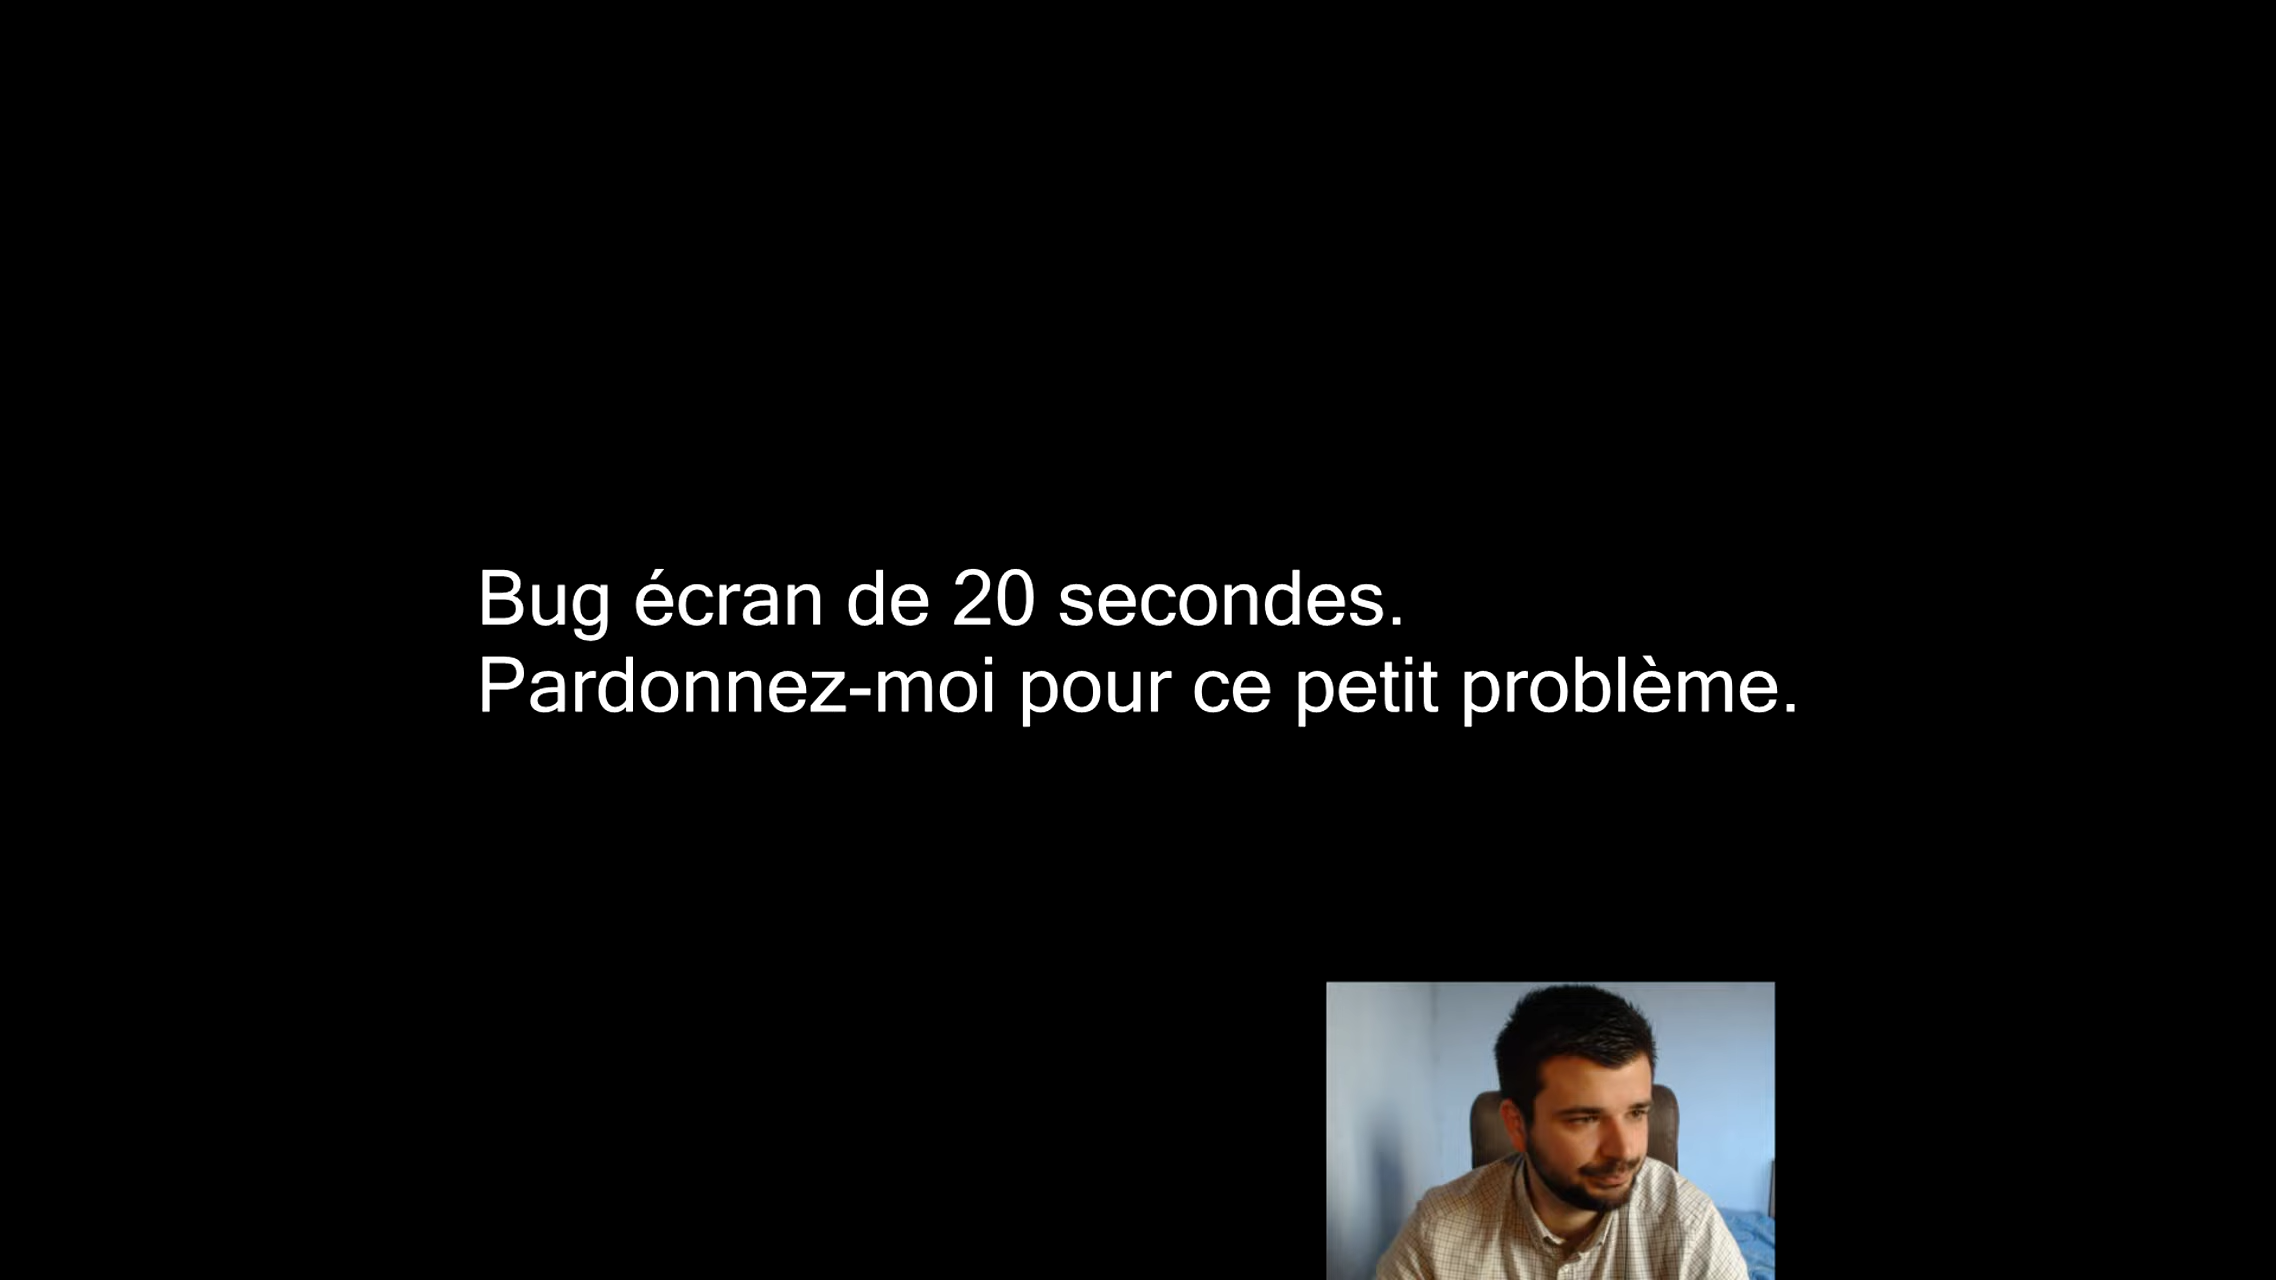 Bug écran de 20 secondes.
Pardonnez-moi pour ce petit problème.